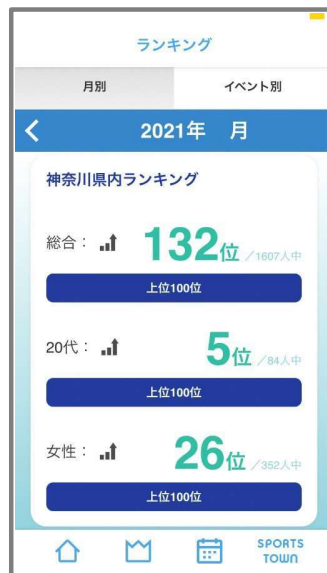 ランキング
月別 イベント別
2021年 月
神奈川県内ランキング
総合： 132位 /1607人中
上位100位
20代： 5位 /84人中
上位100位
女性： 26位 /352人中
上位100位
SPORTS
TOWN